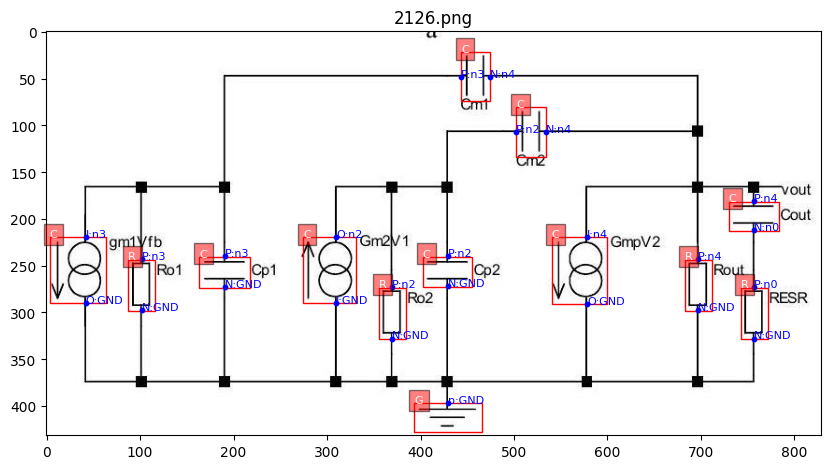 2126.png
a
C
P:n3 N:n4
Cm1
C
P:n2 N:n4
Cm2
C
P:n4
vout
Cout
N:n0
C
I:n3
gm1Vfb
O:GND
R
P:n3
Ro1
N:GND
C
P:n3
Cp1
N:GND
C
O:n2
Gm2V1
I:GND
R
P:n2
Ro2
N:GND
C
P:n2
Cp2
N:GND
C
I:n4
GmpV2
O:GND
R
P:n4
Rout
N:GND
R
P:n0
RESR
N:GND
G
p:GND
0
50
100
150
200
250
300
350
400
0 100 200 300 400 500 600 700 800